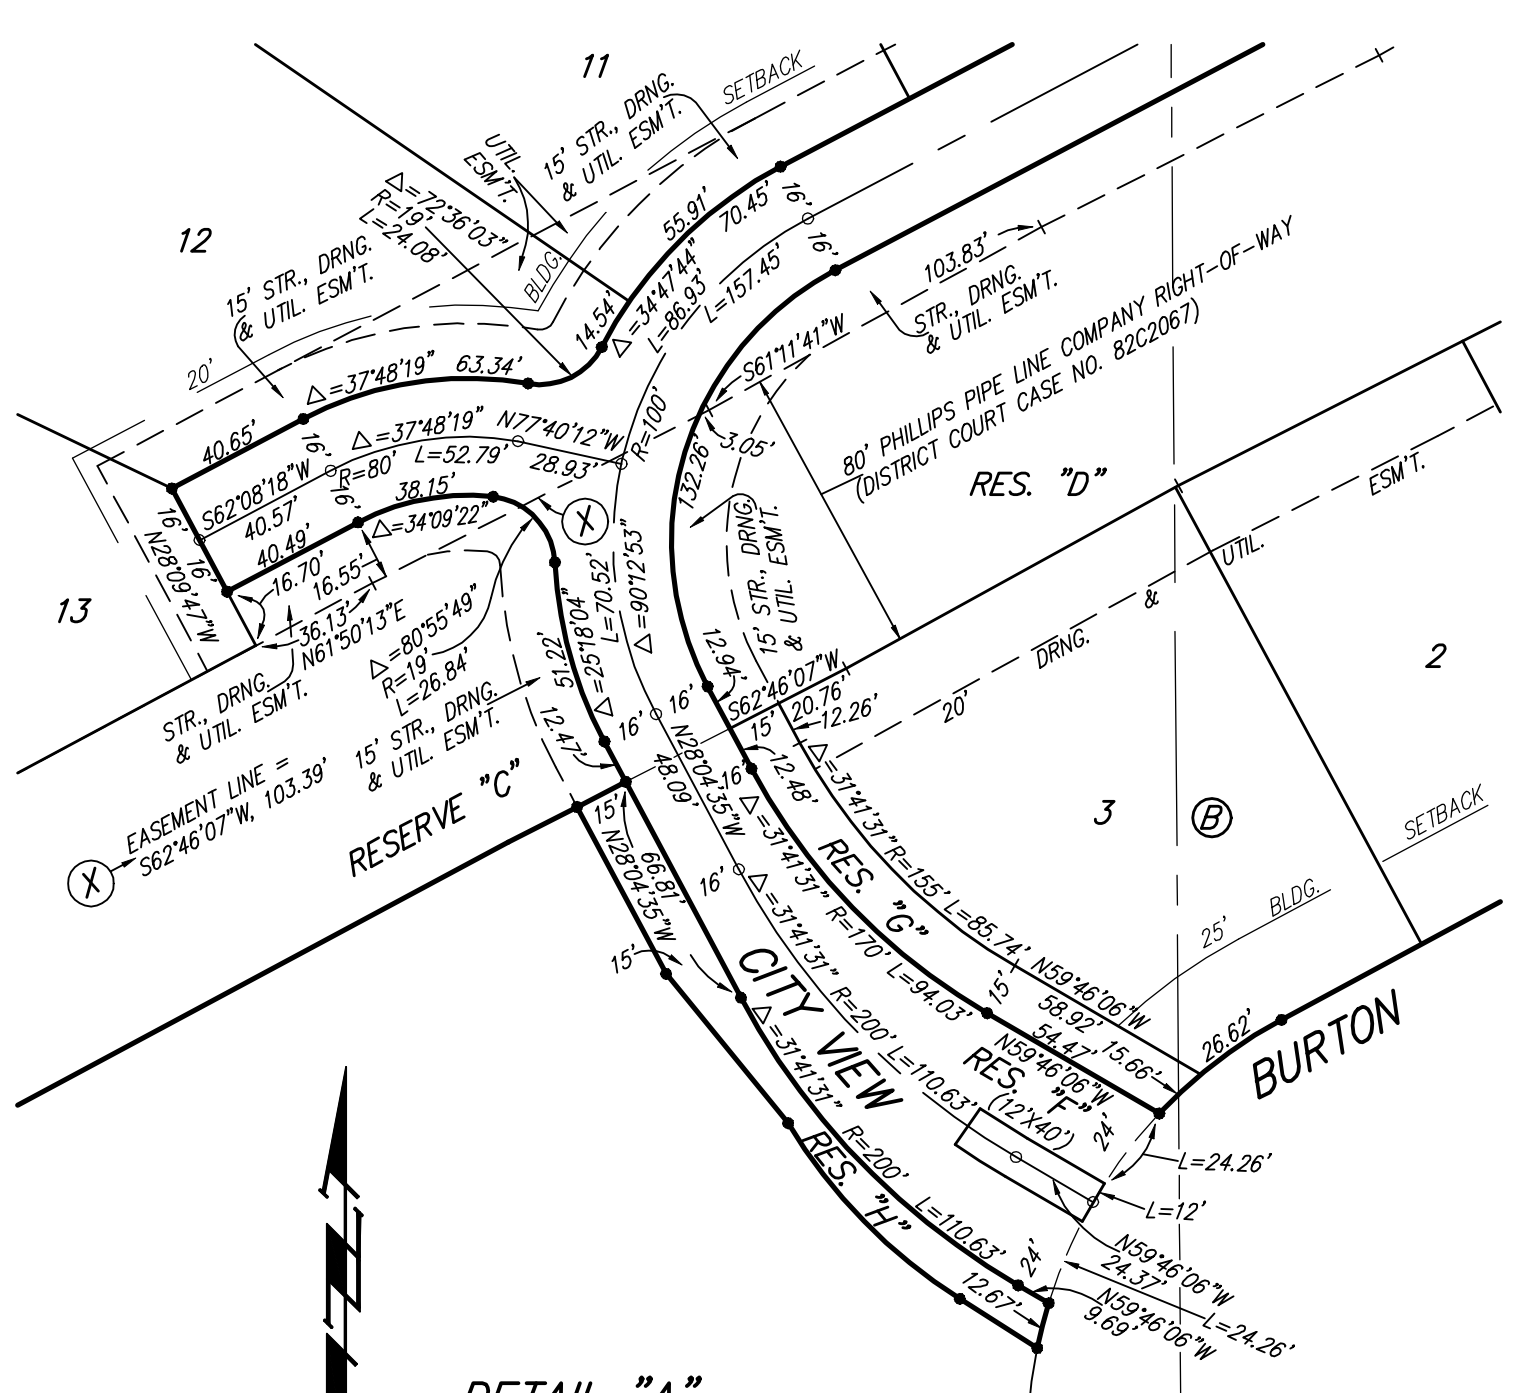 11
SETBACK
15' STR., DRNG.
& UTIL. ESM'T.
UTIL.
ESM'T.
△=72°36'03"
R=19'
L=24.08'
12
15' STR., DRNG.
& UTIL. ESM'T.
BLDG.
20'
55.91'
70.45'
16'
16'
14.54'
△=34°47'44"
L=86.93'
L=157.45'
103.83'
STR., DRNG.
& UTIL. ESM'T.
80' PHILLIPS PIPE LINE COMPANY RIGHT-OF-WAY
(DISTRICT COURT CASE NO. 82C2067)
S61°11'41"W
3.05'
△=37°48'19"
63.34'
40.65'
16'
△=37°48'19"
N77°40'12"W
R=80'
L=52.79'
28.93'
R=100'
132.26'
S62°08'18"W
40.57'
16'
38.15'
△=34°09'22"
40.49'
16'
16'
N28°09'47"W
16.70'
16.55'
36.13'
N61°50'13"E
X
13
△=80°55'49"
R=19'
L=26.84'
51.22'
△=25°18'04"
L=70.52'
△=90°12'53"
15' STR., DRNG.
& UTIL. ESM'T.
RES. "D"
ESM'T.
UTIL.
&
DRNG.
20'
2
STR., DRNG.
& UTIL. ESM'T.
15' STR., DRNG.
& UTIL. ESM'T.
12.47'
16'
16'
12.94'
S62°46'07"W
20.76'
12.26'
15'
12.48'
16'
N28°04'35"W
48.09'
EASEMENT LINE =
S62°46'07"W, 103.39'
X
RESERVE "C"
15'
N28°04'35"W
66.81'
16'
15'
△=31°41'31" R=155' L=85.74'
△=31°41'31" R=170' L=94.03'
△=31°41'31" R=200' L=110.63'
△=31°41'31" R=200' L=110.63'
RES. "G"
3
B
SETBACK
25' BLDG.
N59°46'06"W
58.92'
15'
54.47'
N59°46'06"W
15.66'
26.62'
BURTON
CITY VIEW
RES. "F"
(12'X40')
24'
L=24.26'
L=12'
N59°46'06"W
24.37'
RES. "H"
24'
12.67'
N59°46'06"W
9.69'
L=24.26'
DETAIL "A"